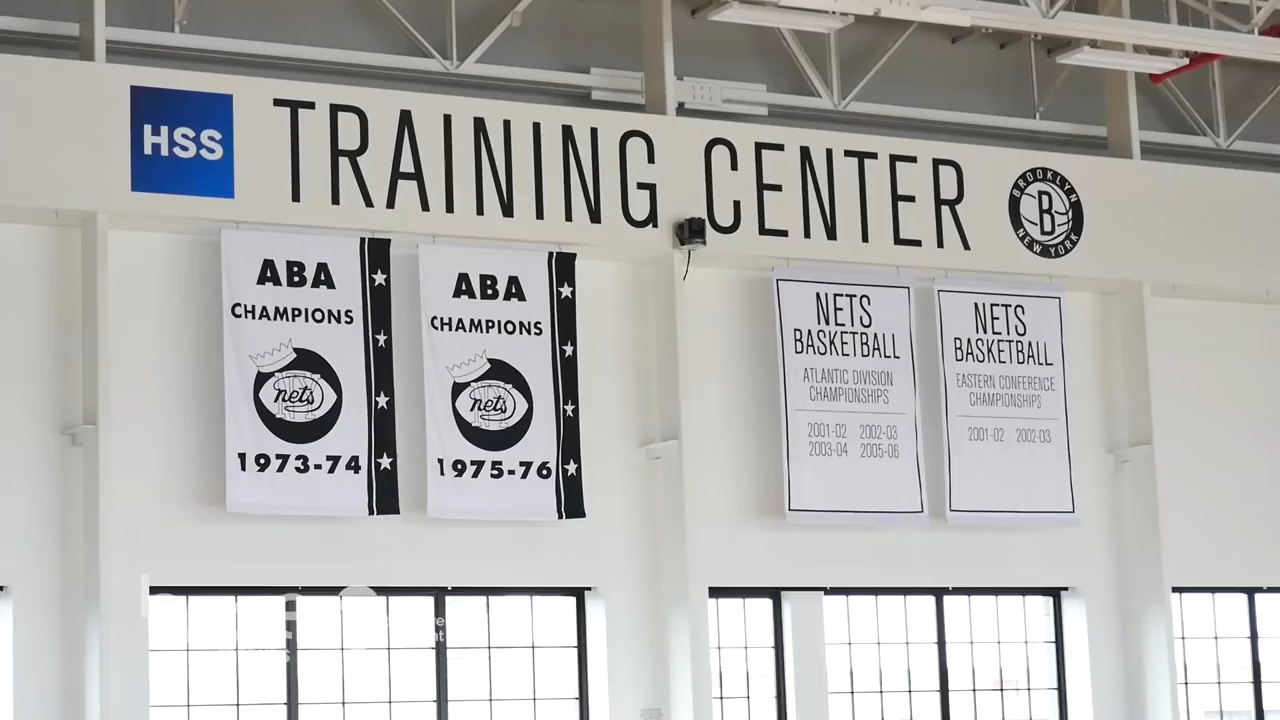 HSS
TRAINING CENTER
BROOKLYN
B
NEW YORK
ABA
CHAMPIONS
nets
1973-74
ABA
CHAMPIONS
nets
1975-76
NETS
BASKETBALL
ATLANTIC DIVISION
CHAMPIONSHIPS
2001-02 2002-03
2003-04 2005-06
NETS
BASKETBALL
EASTERN CONFERENCE
CHAMPIONSHIPS
2001-02 2002-03